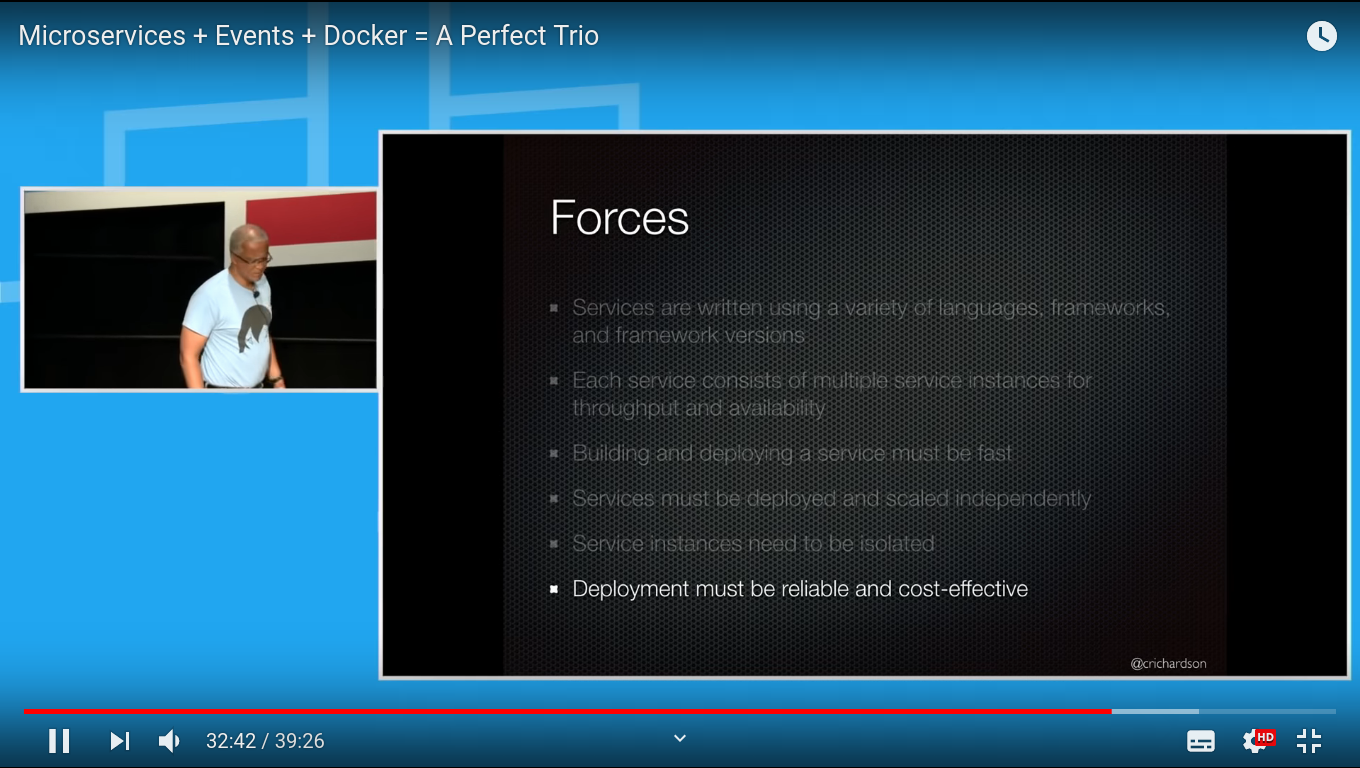 Microservices + Events + Docker = A Perfect Trio
Forces
Services are written using a variety of languages, frameworks,
and framework versions
Each service consists of multiple service instances for
throughput and availability
Building and deploying a service must be fast
Services must be deployed and scaled independently
Service instances need to be isolated
Deployment must be reliable and cost-effective
@crichardson
32:42 / 39:26
HD